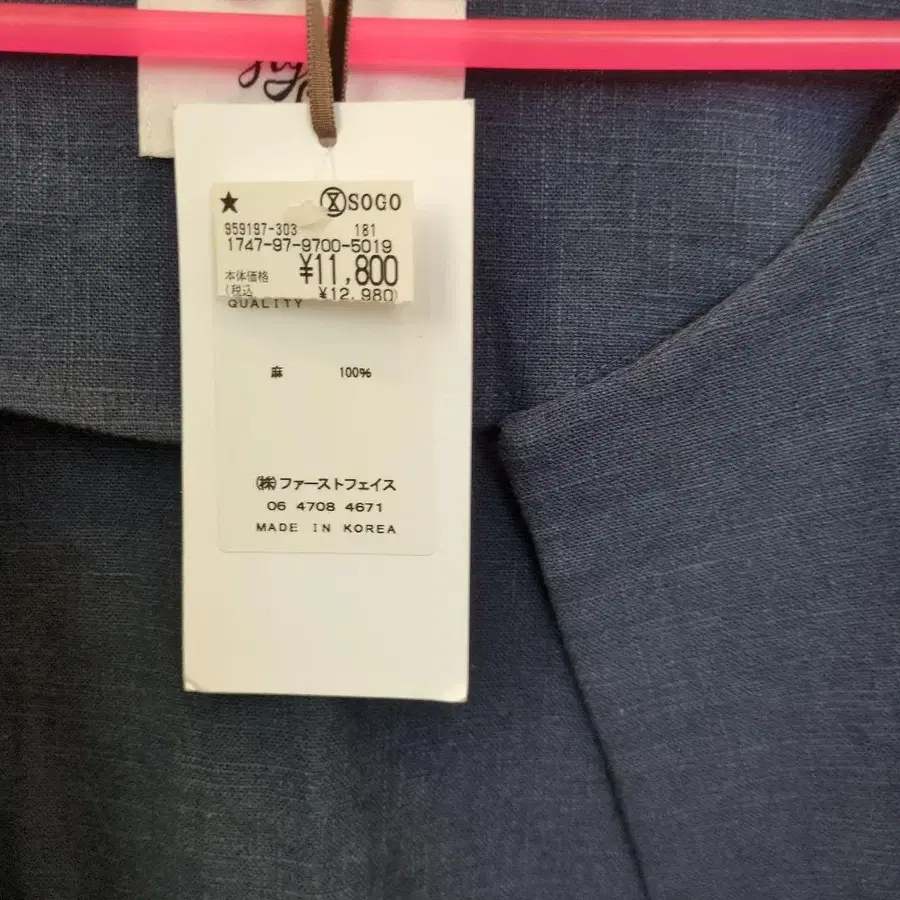 ★ SOGO
959197-303 181
1747-97-9700-5019
¥11,800
本体価格
(税込 ¥12,980)
QUALITY
麻 100%
㈱ファーストフェイス
06 4708 4671
MADE IN KOREA